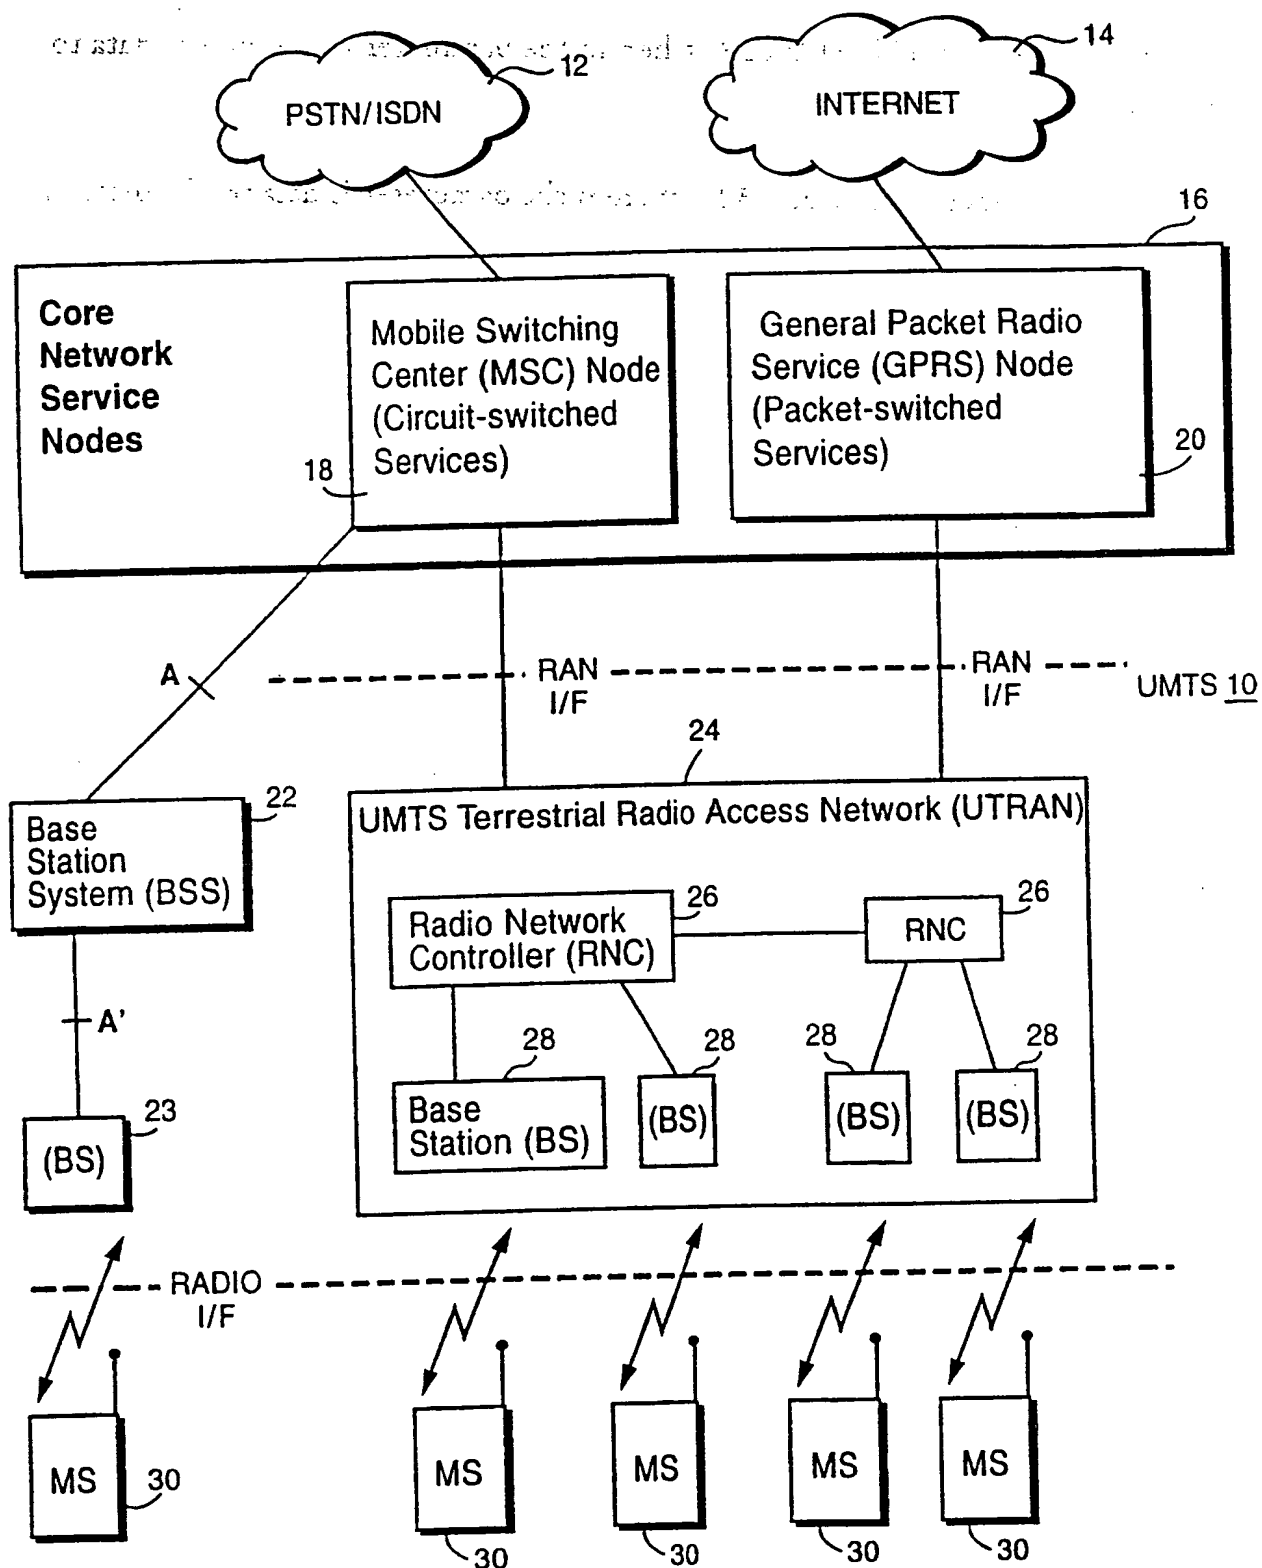 12
14
PSTN/ISDN
INTERNET
16
Core
Network
Service
Nodes
Mobile Switching
Center (MSC) Node
(Circuit-switched
Services)
18
General Packet Radio
Service (GPRS) Node
(Packet-switched
Services)
20
A
RAN
I/F
RAN
I/F
UMTS 10
24
22
Base
Station
System (BSS)
UMTS Terrestrial Radio Access Network (UTRAN)
Radio Network
Controller (RNC)
26
RNC
26
A'
28
28
28
28
Base
Station (BS)
(BS)
(BS)
(BS)
23
(BS)
RADIO
I/F
MS
30
MS
30
MS
30
MS
30
MS
30